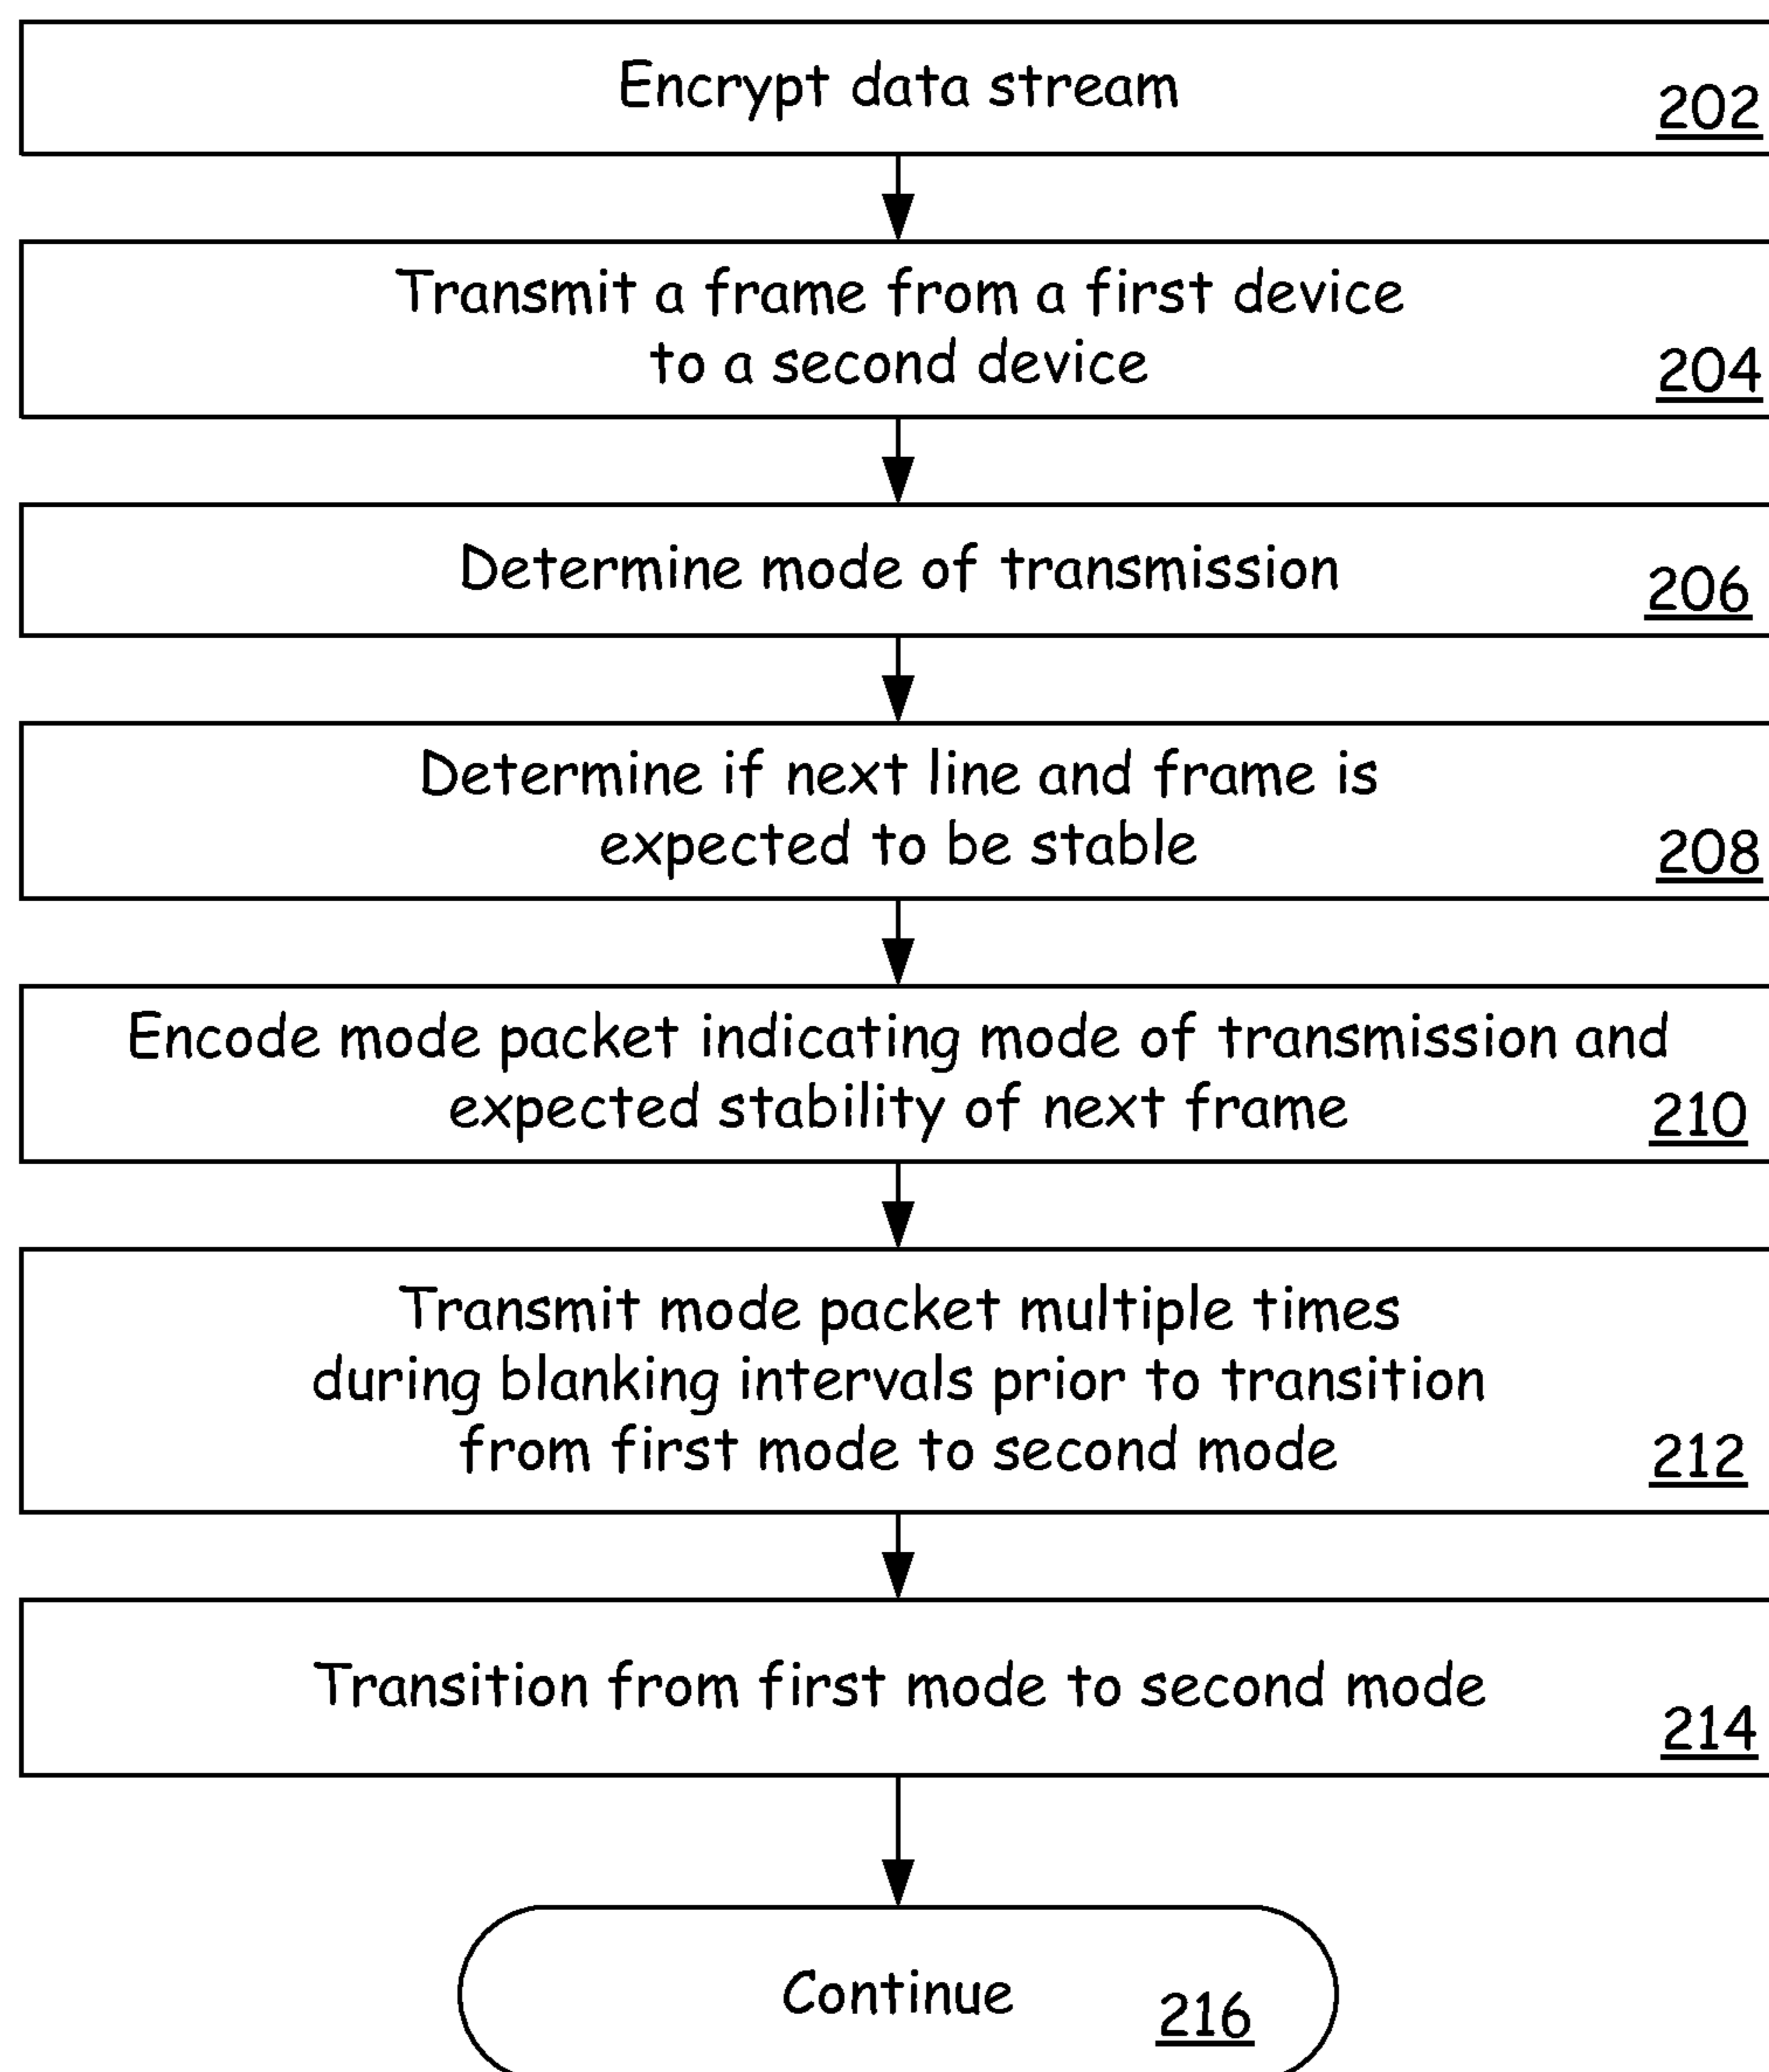 Encrypt data stream
202
Transmit a frame from a first device
to a second device
204
Determine mode of transmission
206
Determine if next line and frame is
expected to be stable
208
Encode mode packet indicating mode of transmission and
expected stability of next frame
210
Transmit mode packet multiple times
during blanking intervals prior to transition
from first mode to second mode
212
Transition from first mode to second mode
214
Continue
216